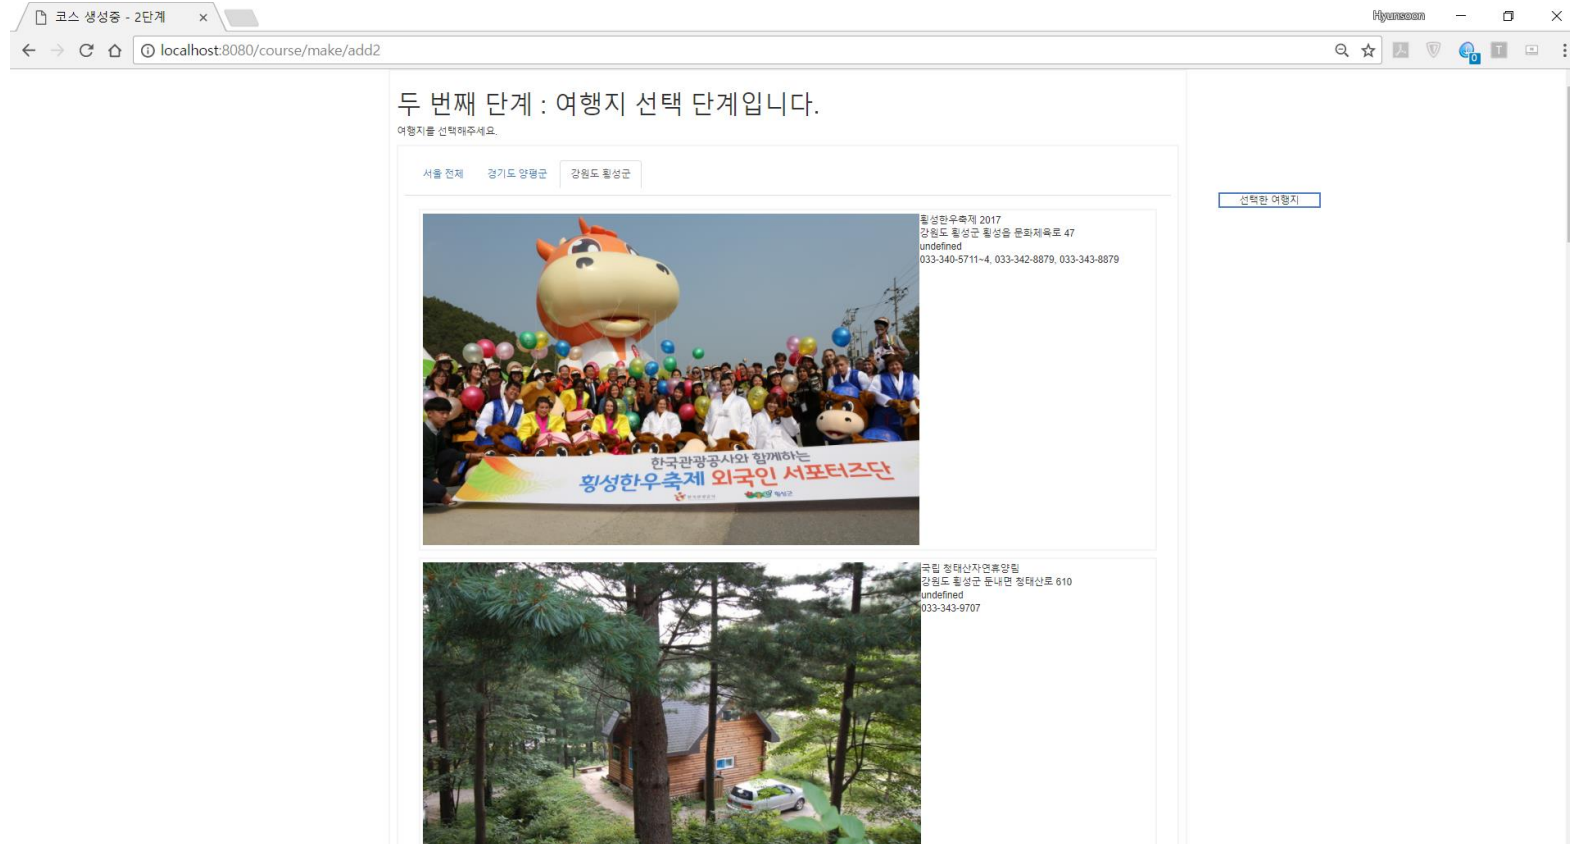 코스 생성중 - 2단계
Hyunsoon
localhost:8080/course/make/add2
0
T
두 번째 단계 : 여행지 선택 단계입니다.
여행지를 선택해주세요.
서울 전체
경기도 양평군
강원도 횡성군
선택한 여행지
횡성한우축제 2017
강원도 횡성군 횡성읍 문화체육로 47
undefined
033-340-5711~4, 033-342-8879, 033-343-8879
한국관광공사와 함께하는
횡성한우축제 외국인 서포터즈단
횡성군
국립 청태산자연휴양림
강원도 횡성군 둔내면 청태산로 610
undefined
033-343-9707